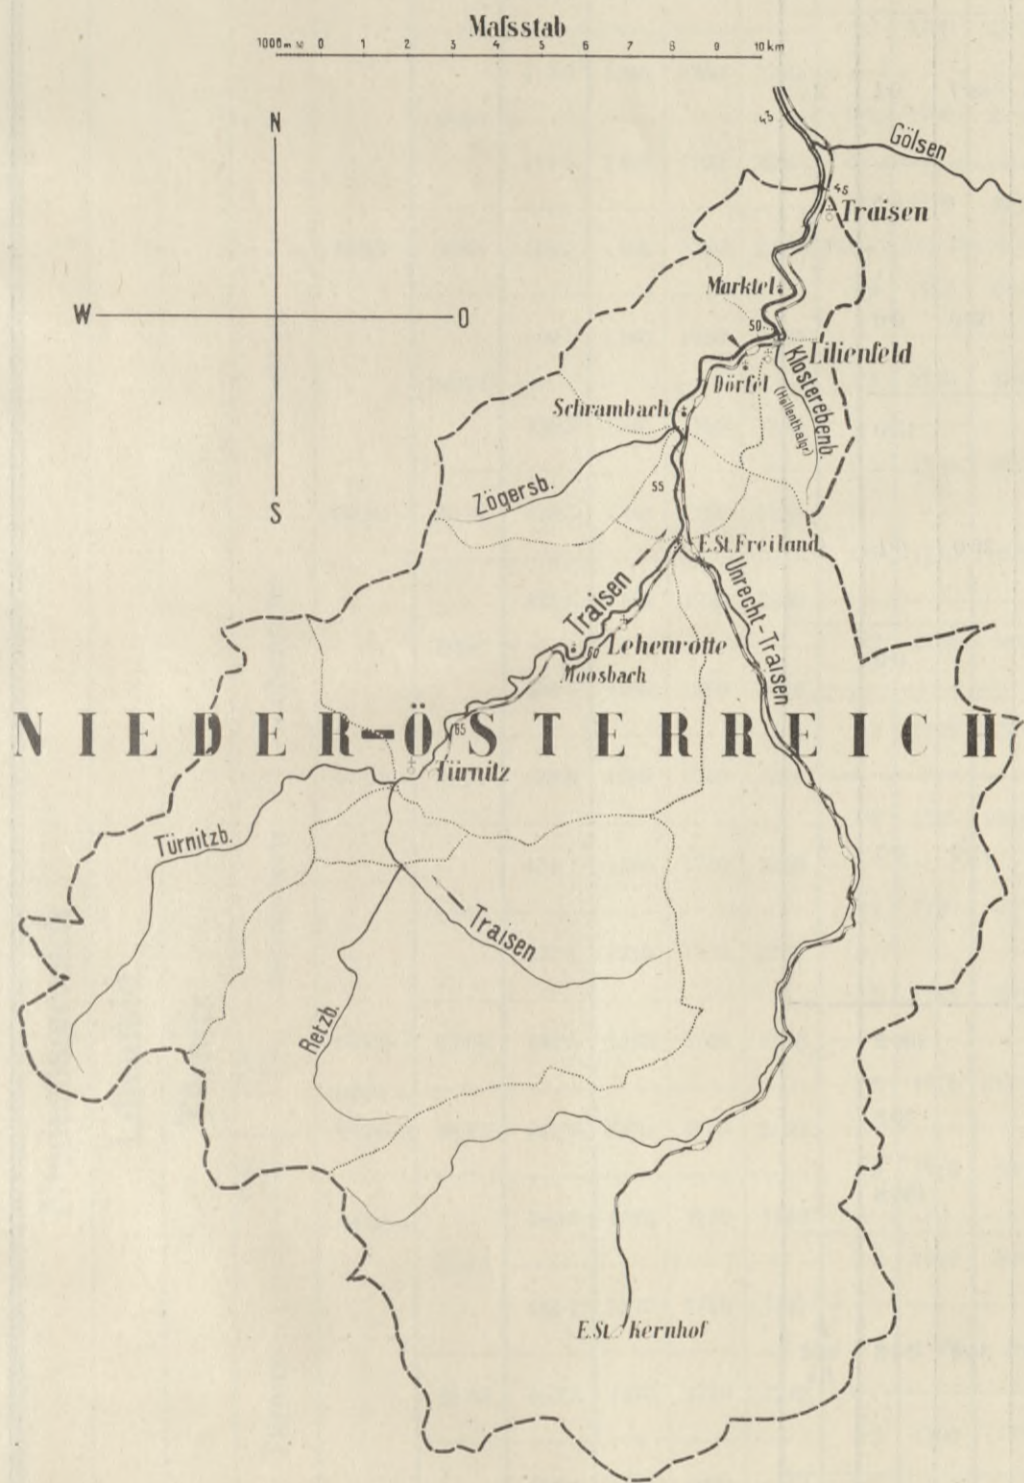 Maſsstab
1000 m 0 1 2 3 4 5 6 7 8 9 10 km
N
W
O
S
43
Gölsen
45
Traisen
Marktel
50
Lilienfeld
Klosterebenb.
(Höllenthalgr.)
Dörfel
Schrambach
Zögersb.
55
E.St. Freiland
Unrecht-Traisen
Traisen
60
Lehenrotte
Moosbach
NIEDER-ÖSTERREICH
65
Türnitz
Türnitzb.
Traisen
Retzb.
E.St. Kernhof